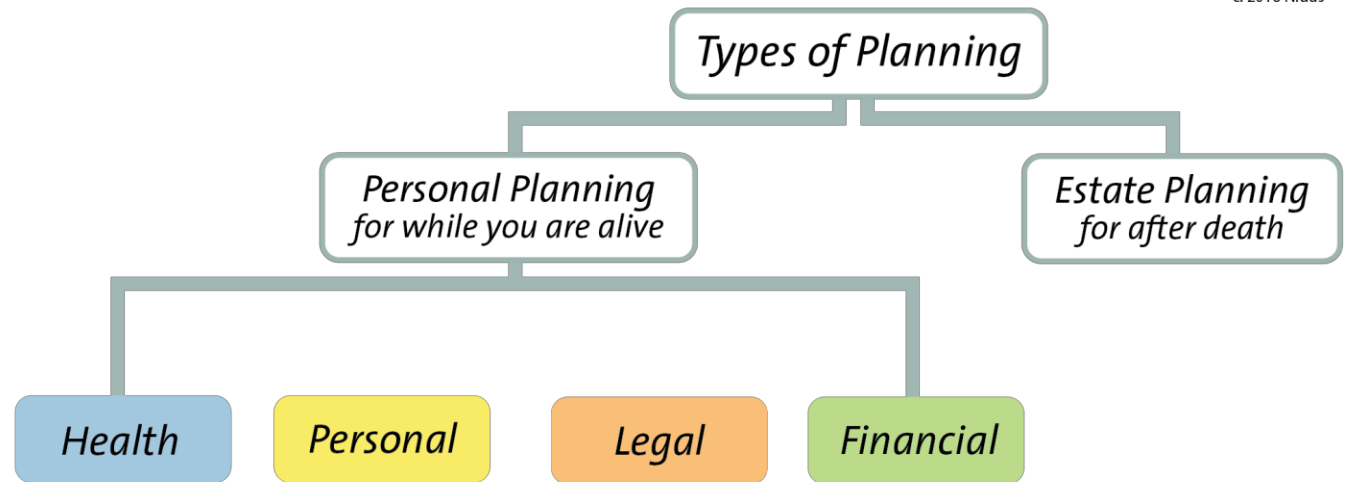 Types of Planning
Personal Planning
for while you are alive
Estate Planning
for after death
Health
Personal
Legal
Financial